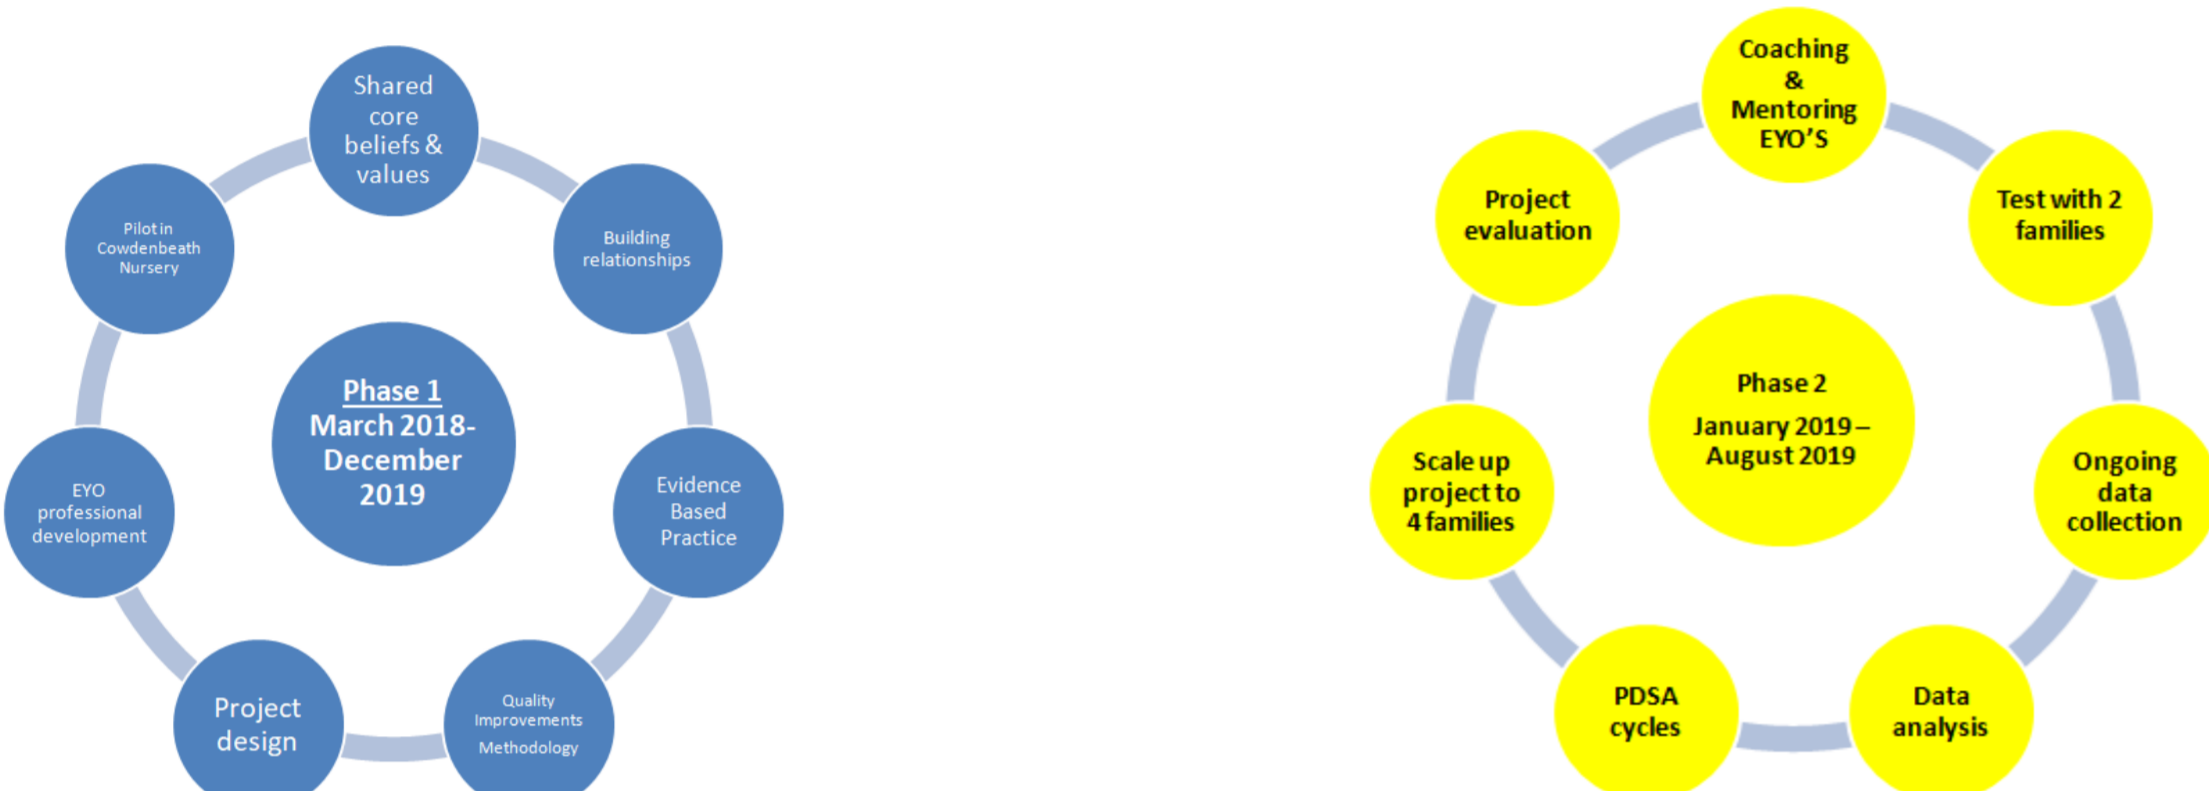 Shared
core
beliefs &
values
Building
relationships
Evidence
Based
Practice
Quality
Improvements
Methodology
Project
design
EYO
professional
development
Pilot in
Cowdenbeath
Nursery
Phase 1
March 2018-
December
2019
Coaching
&
Mentoring
EYO’S
Test with 2
families
Ongoing
data
collection
Data
analysis
PDSA
cycles
Scale up
project to
4 families
Project
evaluation
Phase 2
January 2019 –
August 2019